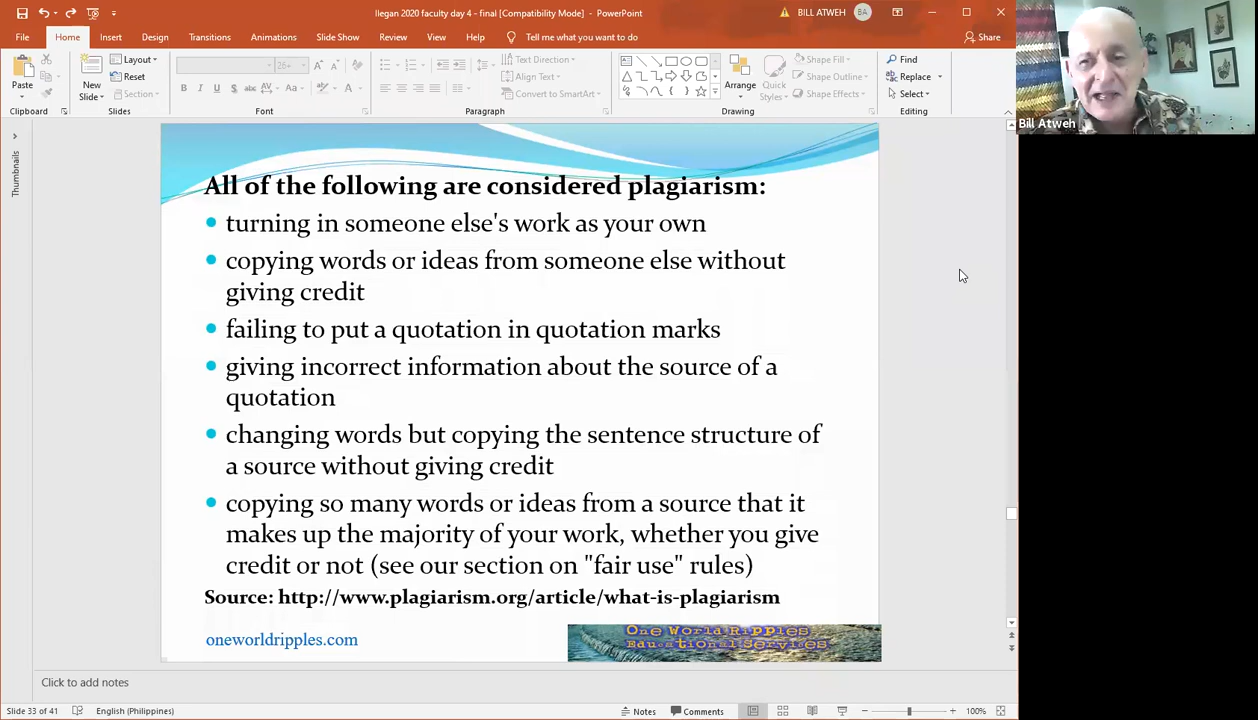 Ilegan 2020 faculty day 4 - final [Compatibility Mode] - PowerPoint
BILL ATWEH
BA
File Home Insert Design Transitions Animations Slide Show Review View Help Tell me what you want to do Share
Paste
Clipboard
New Slide
Layout
Reset
Section
Slides
26+
Font
Text Direction
Align Text
Convert to SmartArt
Paragraph
Arrange
Quick Styles
Shape Fill
Shape Outline
Shape Effects
Drawing
Find
Replace
Select
Editing
Bill Atweh
Thumbnails
All of the following are considered plagiarism:
turning in someone else's work as your own
copying words or ideas from someone else without
giving credit
failing to put a quotation in quotation marks
giving incorrect information about the source of a
quotation
changing words but copying the sentence structure of
a source without giving credit
copying so many words or ideas from a source that it
makes up the majority of your work, whether you give
credit or not (see our section on "fair use" rules)
Source: http://www.plagiarism.org/article/what-is-plagiarism
oneworldripples.com
One World Ripples
Educational Services
Click to add notes
Slide 33 of 41 English (Philippines) Notes Comments 100%